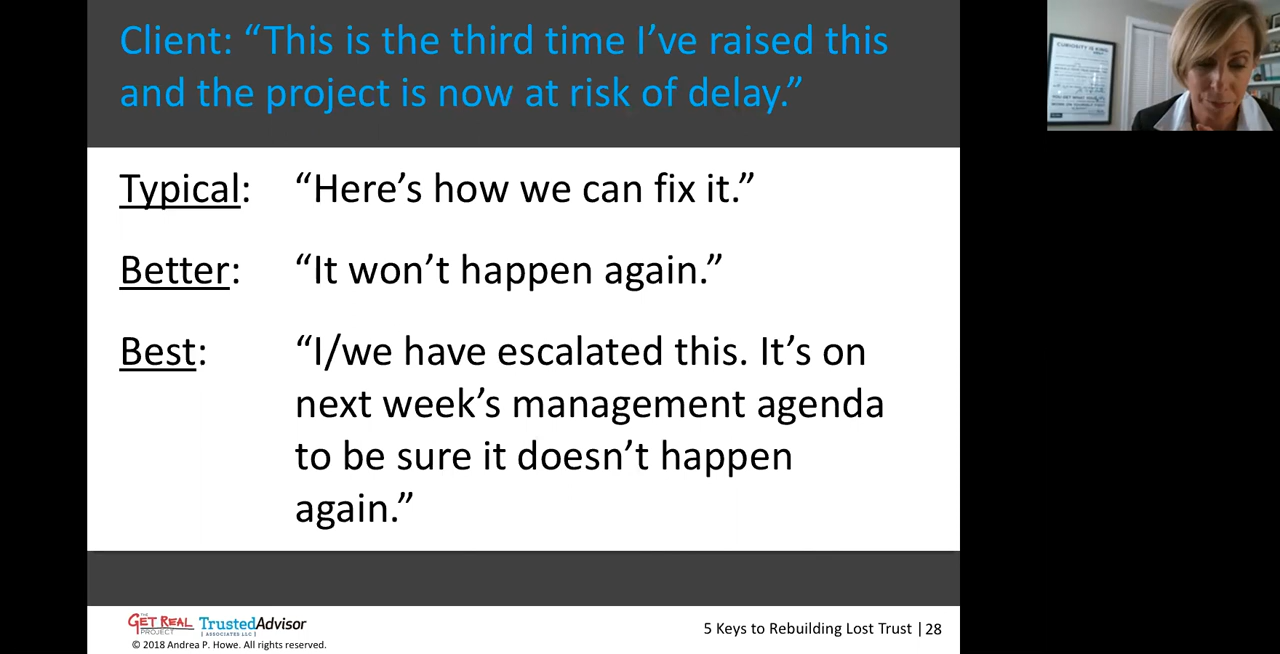 Client: “This is the third time I’ve raised this
and the project is now at risk of delay.”
Typical: “Here’s how we can fix it.”
Better: “It won’t happen again.”
Best: “I/we have escalated this. It’s on
next week’s management agenda
to be sure it doesn’t happen
again.”
THE
GET REAL
PROJECT
TrustedAdvisor
| ASSOCIATES LLC |
© 2018 Andrea P. Howe. All rights reserved.
5 Keys to Rebuilding Lost Trust | 28
CURIOSITY IS KING.